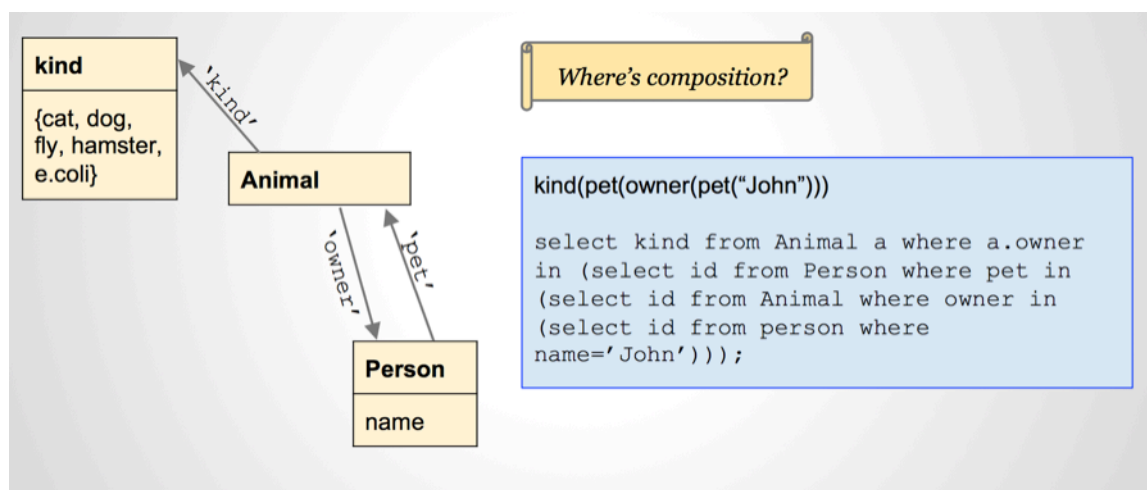 kind
{cat, dog,
fly, hamster,
e.coli}
'kind'
Animal
'owner'
'pet'
Person
name
Where's composition?
kind(pet(owner(pet(“John”)))
select kind from Animal a where a.owner
in (select id from Person where pet in
(select id from Animal where owner in
(select id from person where
name=’John’)));